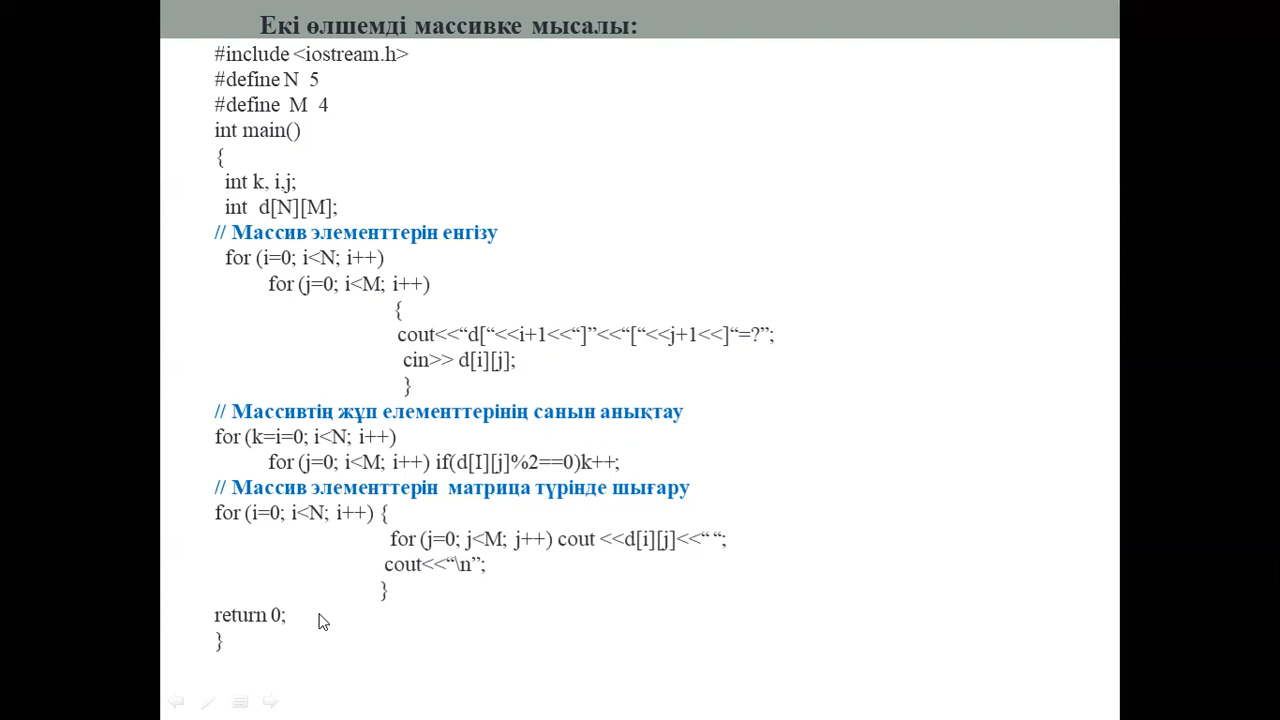 Екі өлшемді массивке мысалы:
#include <iostream.h>
#define N 5
#define M 4
int main()
{
int k, i,j;
int d[N][M];
// Массив элементтерін енгізу
for (i=0; i<N; i++)
for (j=0; i<M; i++)
{
cout<<“d[“<<i+1<<“]”<<“[“<<j+1<<]“=?”;
cin>> d[i][j];
}
// Массивтің жұп елементтерінің санын анықтау
for (k=i=0; i<N; i++)
for (j=0; i<M; i++) if(d[I][j]%2==0)k++;
// Массив элементтерін матрица түрінде шығару
for (i=0; i<N; i++) {
for (j=0; j<M; j++) cout <<d[i][j]<<“ “;
cout<<“\n”;
}
return 0;
}